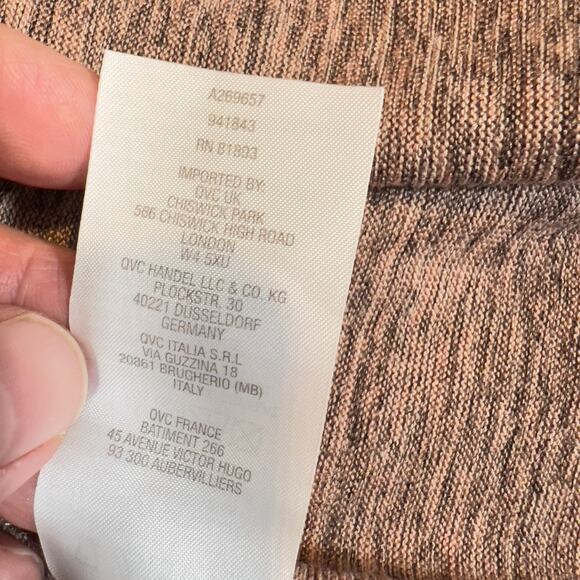 A269657
941843
RN 81893
IMPORTED BY:
QVC UK
CHISWICK PARK
566 CHISWICK HIGH ROAD
LONDON
W4 5XU
QVC HANDEL LLC & CO. KG
PLOCKSTR. 30
40221 DUSSELDORF
GERMANY
QVC ITALIA S.R.L
VIA GUZZINA 18
20861 BRUGHERIO (MB)
ITALY
QVC FRANCE
BATIMENT 266
45 AVENUE VICTOR HUGO
93 300 AUBERVILLIERS